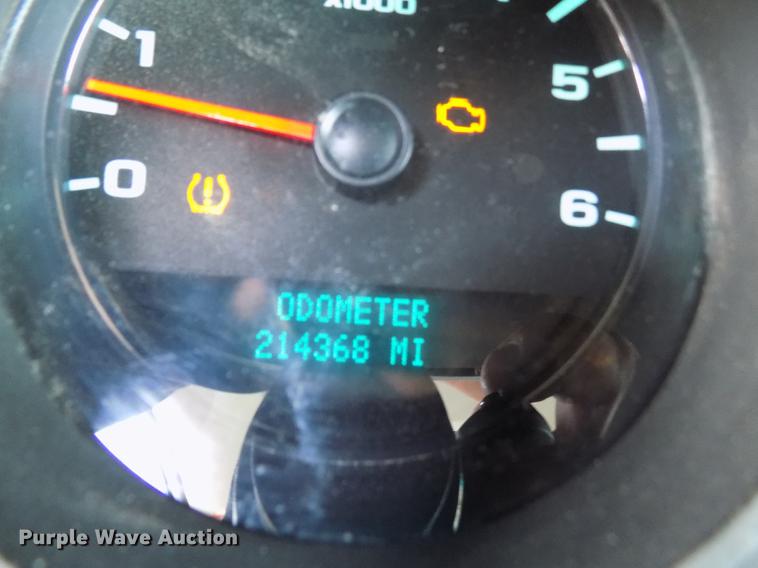 x1000
1
5
0
6
ODOMETER
214368 MI
Purple Wave Auction